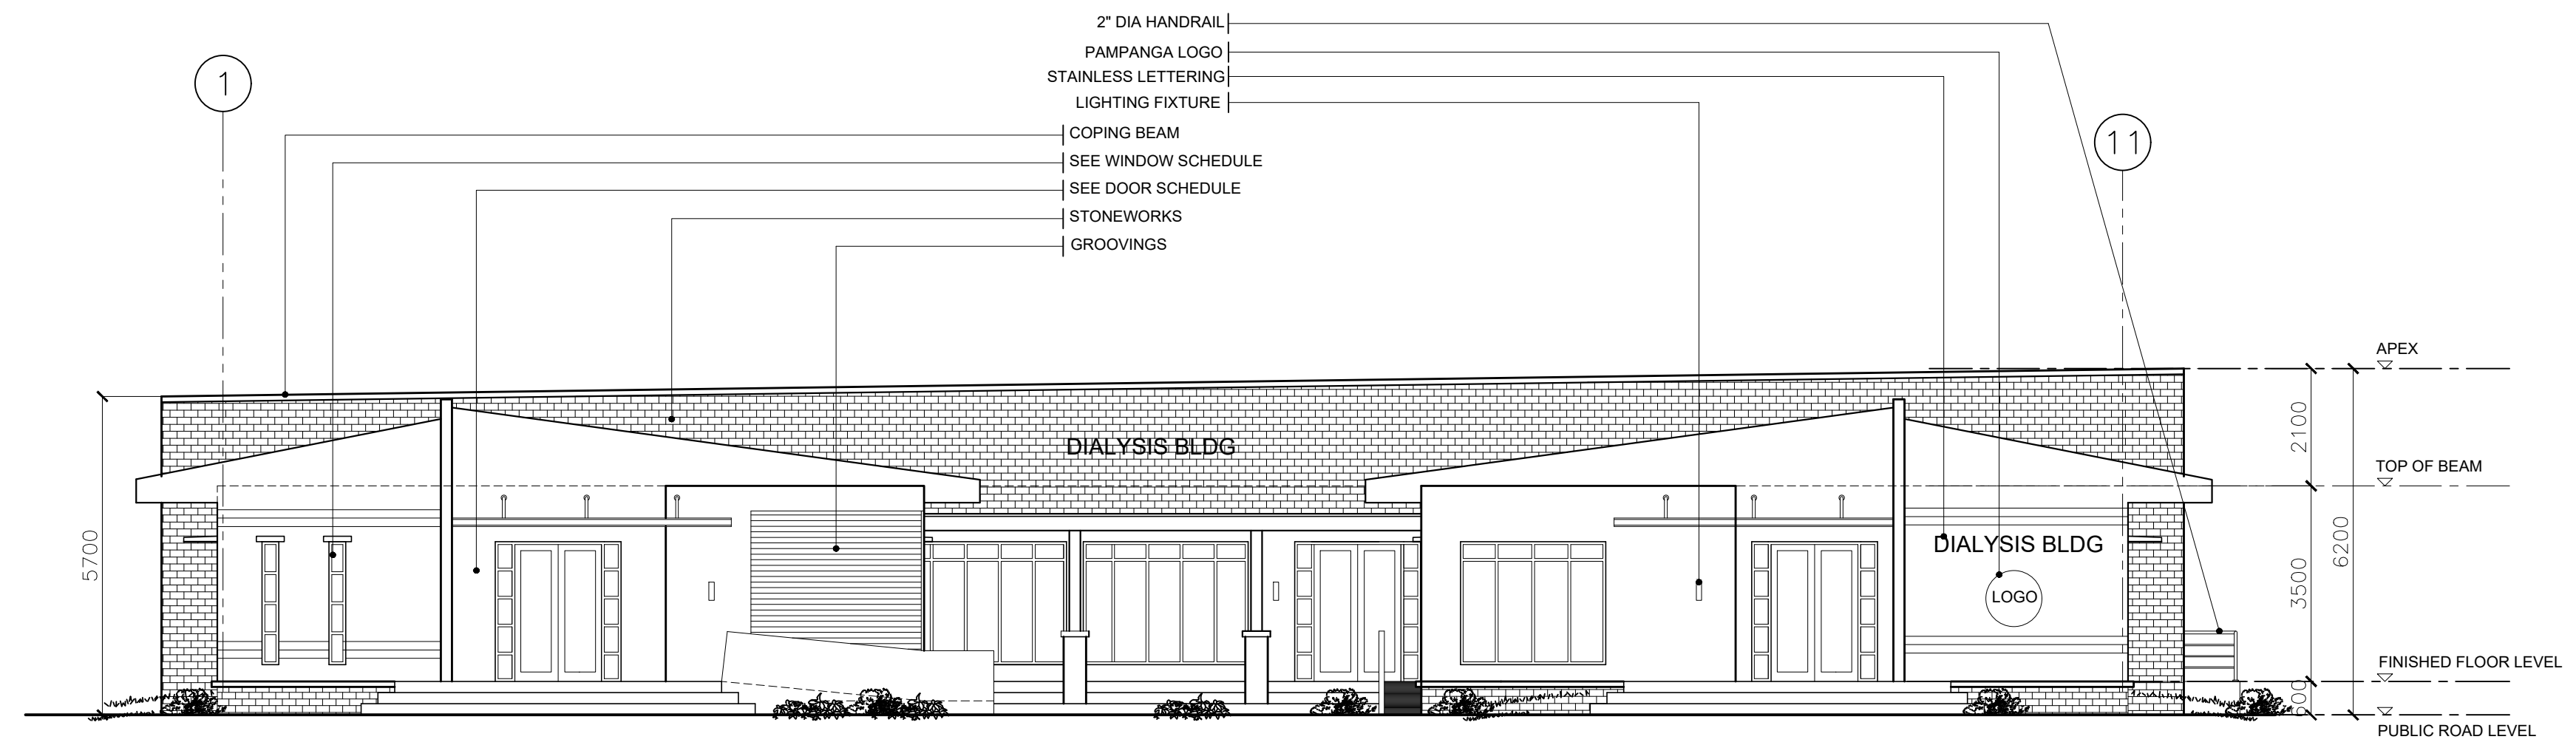 2" DIA HANDRAIL
PAMPANGA LOGO
STAINLESS LETTERING
LIGHTING FIXTURE
COPING BEAM
SEE WINDOW SCHEDULE
SEE DOOR SCHEDULE
STONEWORKS
GROOVINGS
1
11
APEX
2100
TOP OF BEAM
DIALYSIS BLDG
5700
3500
6200
DIALYSIS BLDG
LOGO
FINISHED FLOOR LEVEL
600
PUBLIC ROAD LEVEL